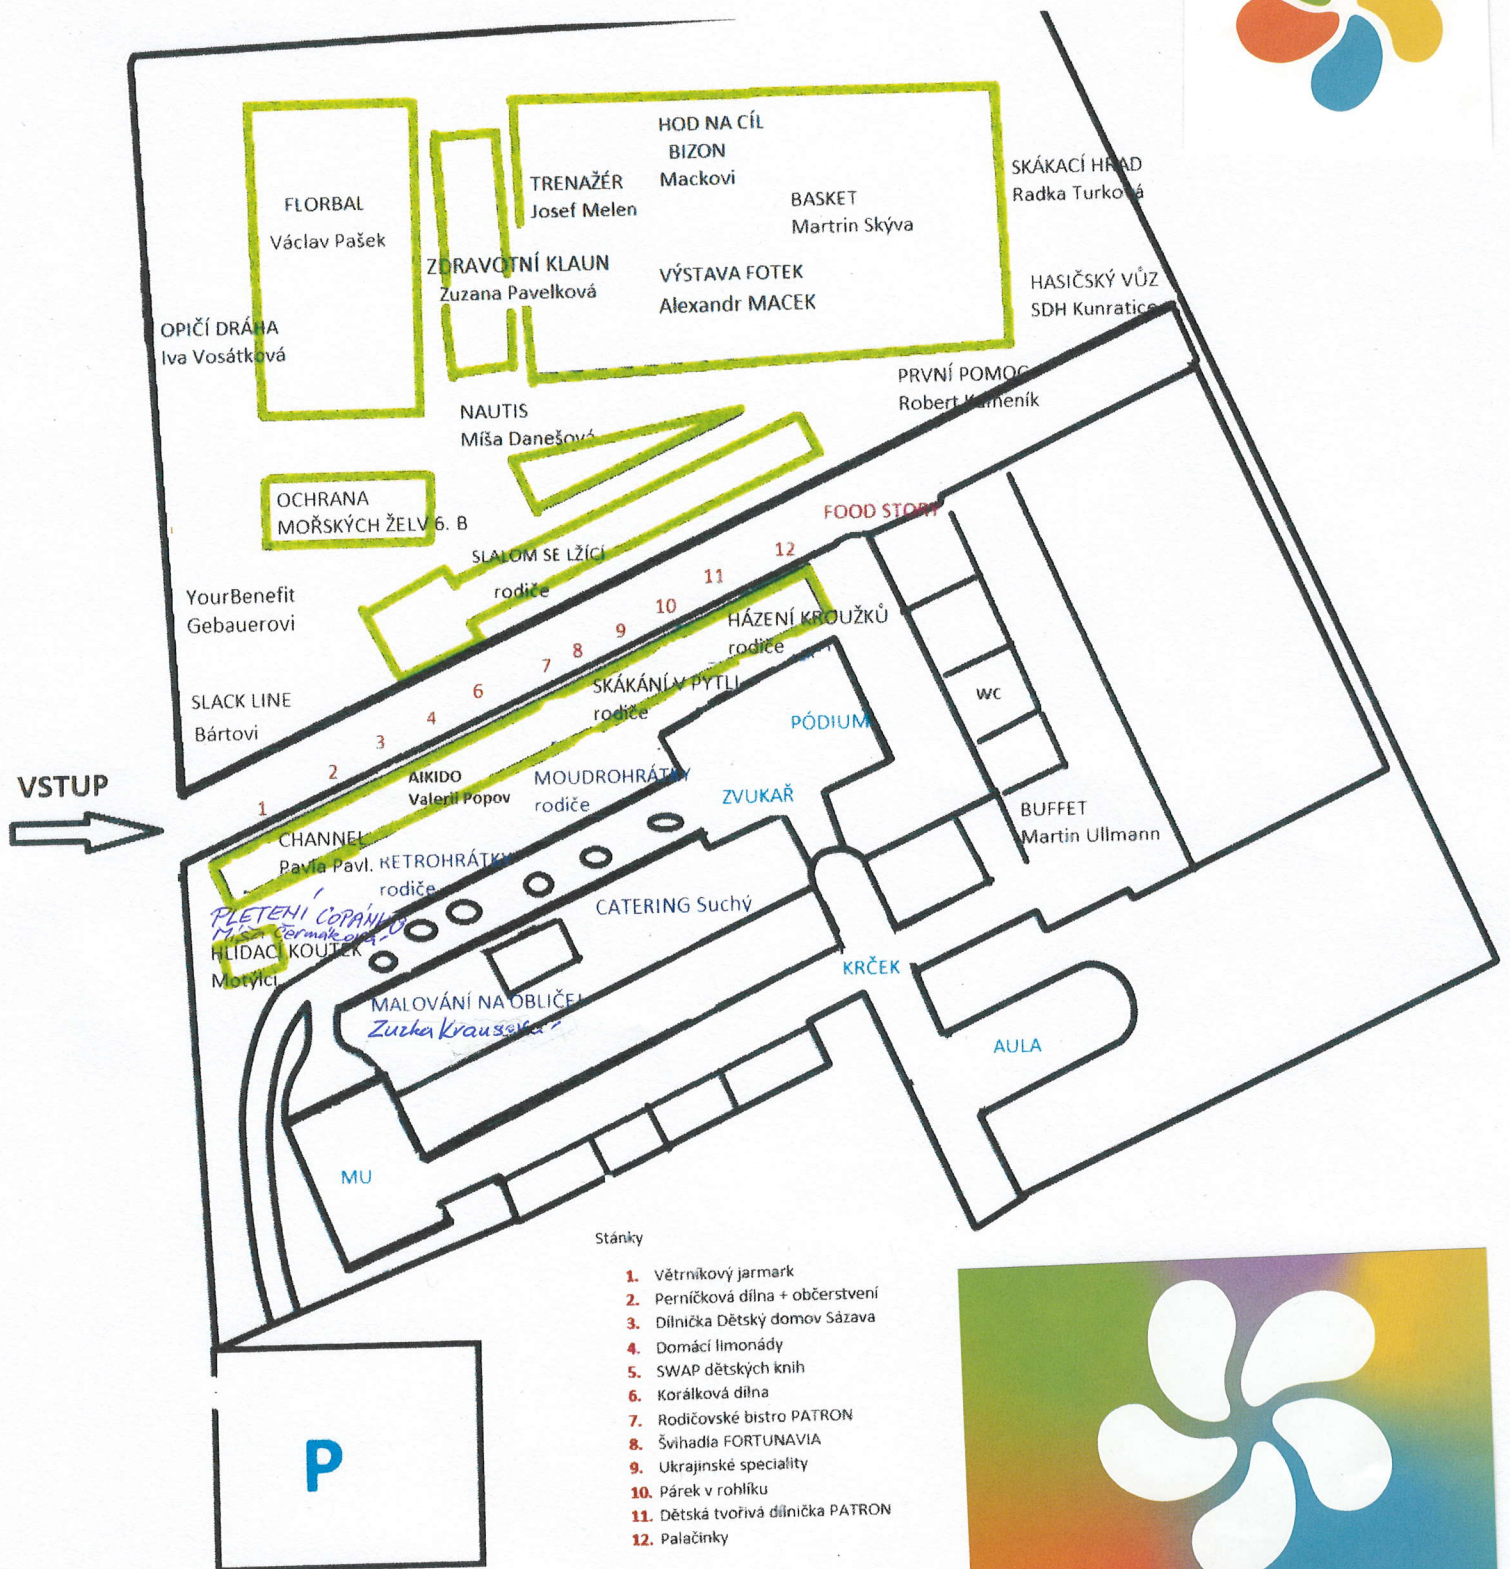 HOD NA CÍL
BIZON
Mackovi
SKÁKACÍ HRAD
Radka Turková
TRENAŽÉR
Josef Melen
BASKET
Martrin Skýva
FLORBAL
Václav Pašek
ZDRAVOTNÍ KLAUN
Zuzana Pavelková
VÝSTAVA FOTEK
Alexandr MACEK
HASIČSKÝ VŮZ
SDH Kunratice
OPIČÍ DRÁHA
Iva Vosátková
PRVNÍ POMOC
Robert Kameník
NAUTIS
Míša Danešová
OCHRANA
MOŘSKÝCH ŽELV 6. B
FOOD STORY
SLALOM SE LŽÍCÍ
rodiče
YourBenefit
Gebauerovi
12
11
10
9
8
7
6
4
3
2
1
HÁZENÍ KROUŽKŮ
rodiče
SKÁKÁNÍ V PYTLI
rodiče
SLACK LINE
Bártovi
WC
PÓDIUM
VSTUP
AIKIDO
Valerii Popov
MOUDROHRÁTKY
rodiče
ZVUKAŘ
BUFFET
Martin Ullmann
CHANNEL
Pavla Pavl.
RETROHRÁTKY
rodiče
CATERING Suchý
PLETENÍ COPÁNKŮ
Míša Čermáková
HLÍDACÍ KOUTEK
Motýlci
KRČEK
MALOVÁNÍ NA OBLIČEJ
Zuzka
AULA
MU
Stánky
1. Větrníkový jarmark
2. Perníčková dílna + občerstvení
3. Dílnička Dětský domov Sázava
4. Domácí limonády
5. SWAP dětských knih
6. Korálková dílna
7. Rodičovské bistro PATRON
8. Švihadla FORTUNAVIA
9. Ukrajinské speciality
10. Párek v rohlíku
11. Dětská tvořivá dílnička PATRON
12. Palačinky
P